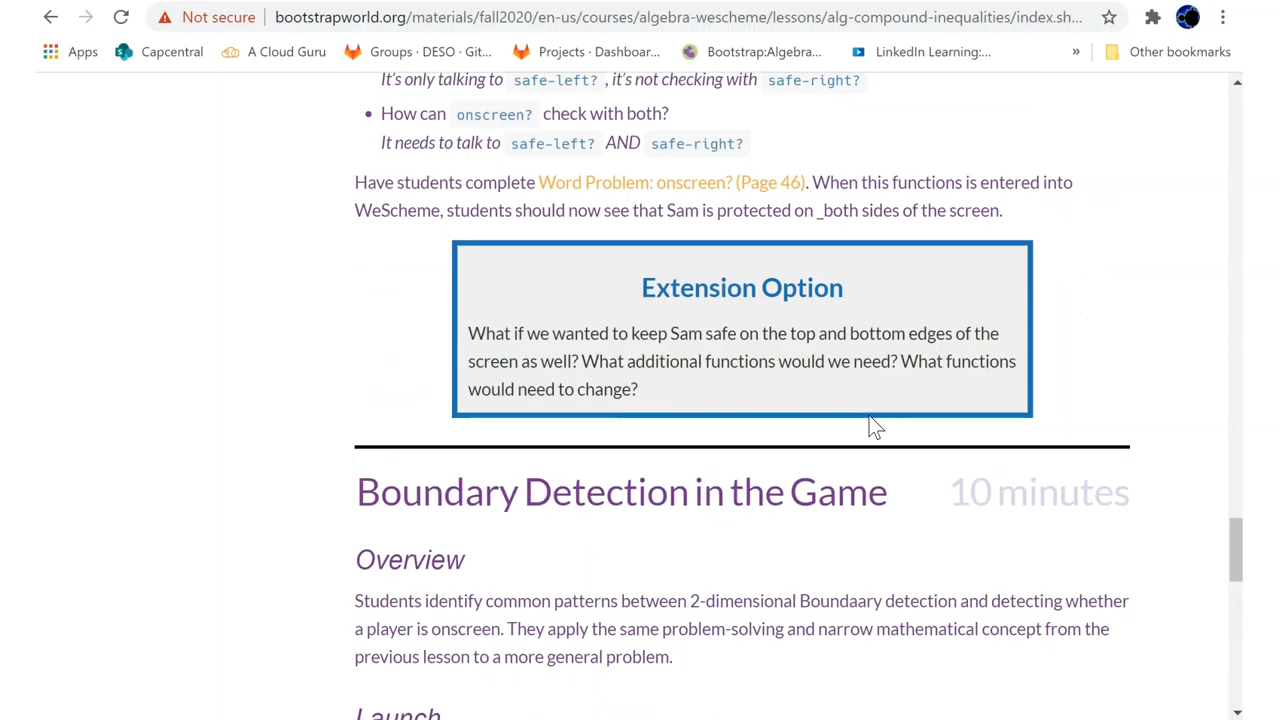 Not secure bootstrapworld.org/materials/fall2020/en-us/courses/algebra-wescheme/lessons/alg-compound-inequalities/index.sh...
Apps Capcentral A Cloud Guru Groups · DESO · Git... Projects · Dashboar... Bootstrap:Algebra... LinkedIn Learning:... » Other bookmarks
It's only talking to safe-left? , it's not checking with safe-right?
• How can onscreen? check with both?
It needs to talk to safe-left? AND safe-right?
Have students complete Word Problem: onscreen? (Page 46). When this functions is entered into
WeScheme, students should now see that Sam is protected on _both sides of the screen.
Extension Option
What if we wanted to keep Sam safe on the top and bottom edges of the
screen as well? What additional functions would we need? What functions
would need to change?
Boundary Detection in the Game 10 minutes
Overview
Students identify common patterns between 2-dimensional Boundaary detection and detecting whether
a player is onscreen. They apply the same problem-solving and narrow mathematical concept from the
previous lesson to a more general problem.
Launch